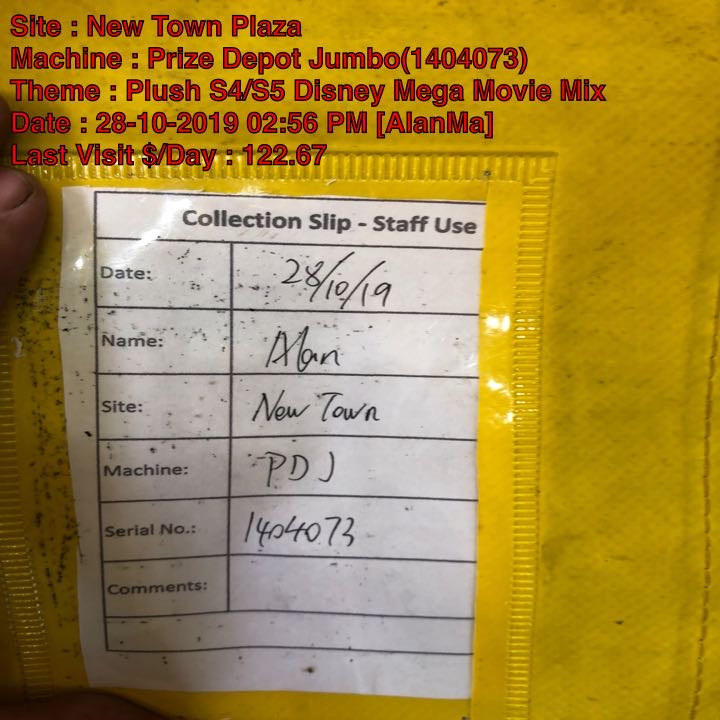 Site : New Town Plaza
Machine : Prize Depot Jumbo(1404073)
Theme : Plush S4/S5 Disney Mega Movie Mix
Date : 28-10-2019 02:56 PM [AlanMa]
Last Visit $/Day : 122.67
Collection Slip - Staff Use
Date: 28/10/19
Name: Alan
Site: New Town
Machine: PDJ
Serial No.: 1404073
Comments: